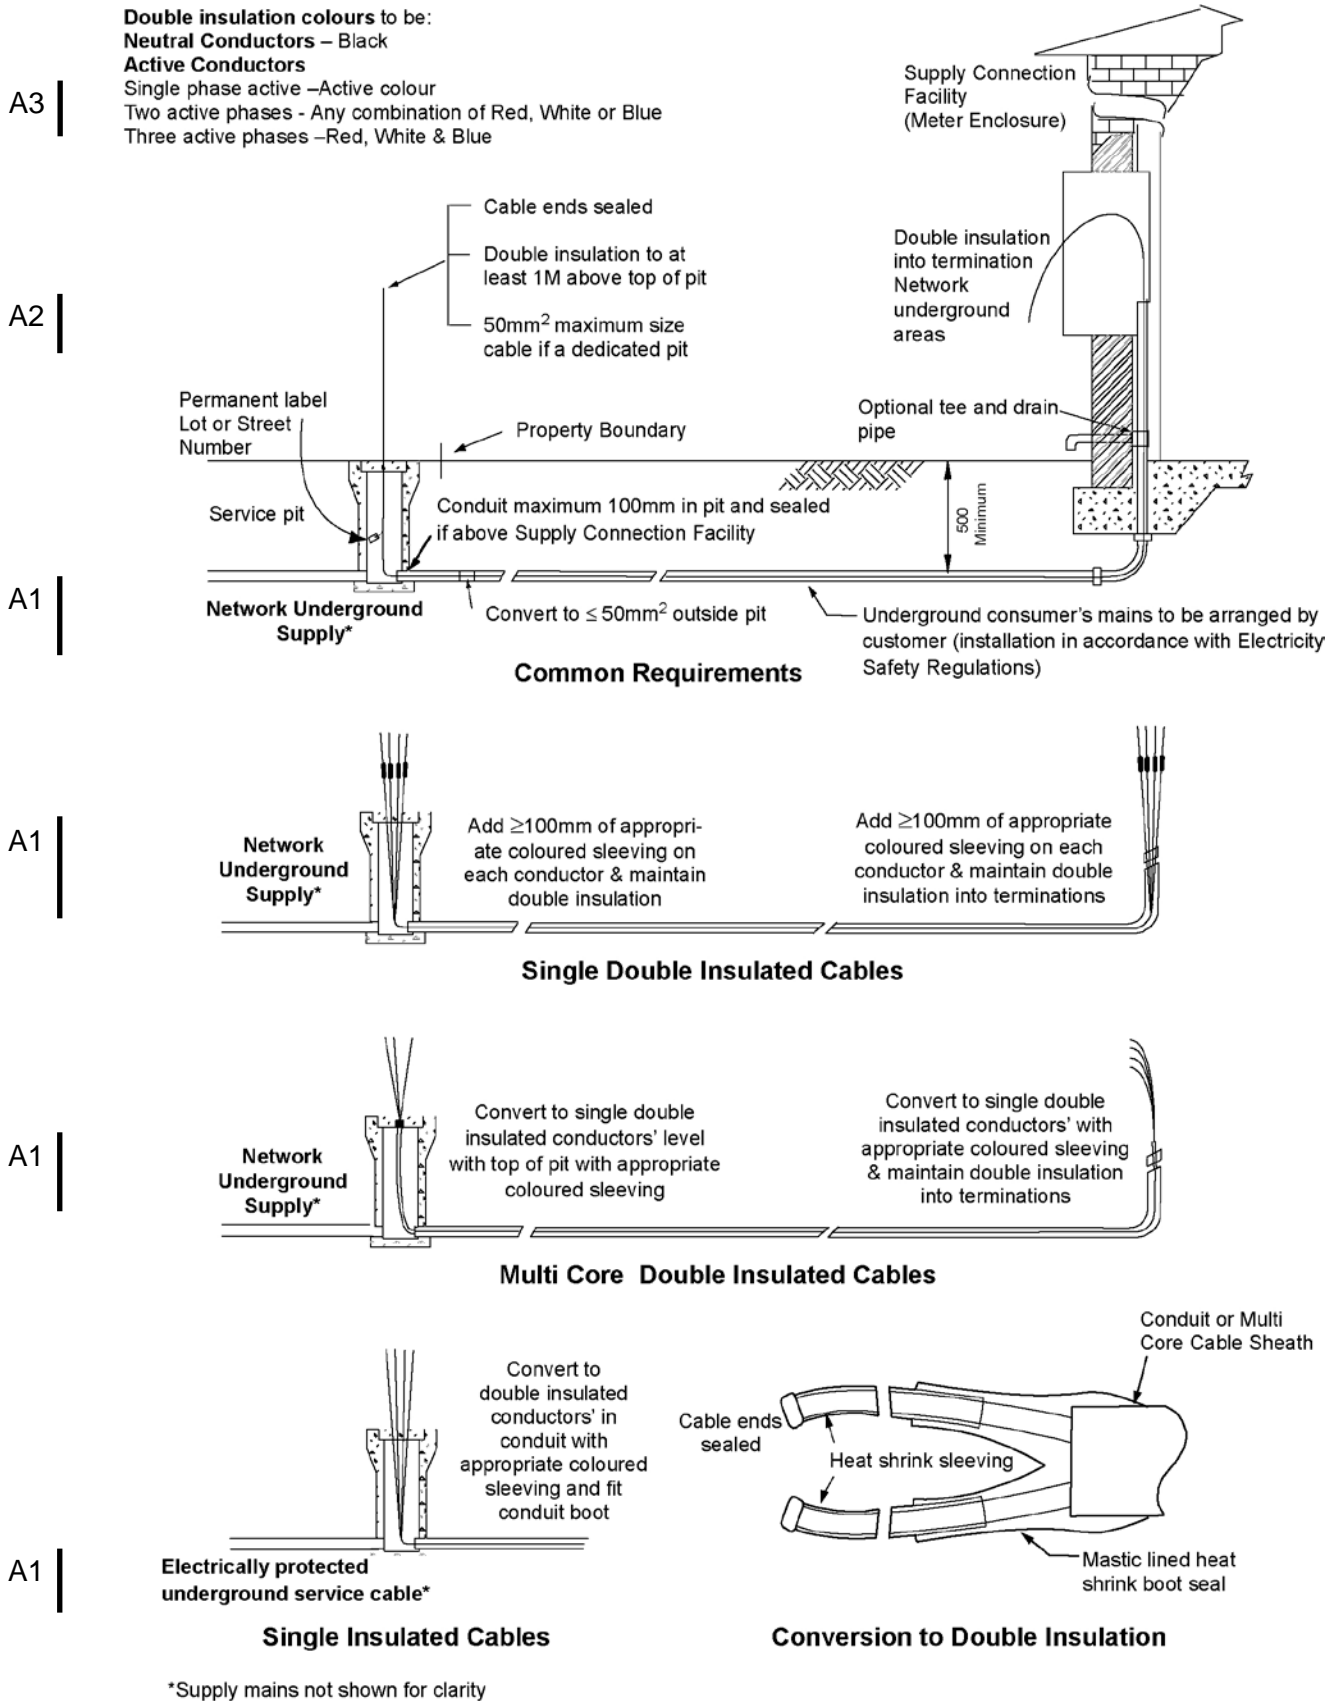 Double insulation colours to be:
Neutral Conductors – Black
Active Conductors
Single phase active –Active colour
Two active phases - Any combination of Red, White or Blue
Three active phases –Red, White & Blue
A3
Supply Connection
Facility
(Meter Enclosure)
Cable ends sealed
Double insulation to at
least 1M above top of pit
50mm² maximum size
cable if a dedicated pit
A2
Double insulation
into termination
Network
underground
areas
Permanent label
Lot or Street
Number
Property Boundary
Optional tee and drain
pipe
Service pit
Conduit maximum 100mm in pit and sealed
if above Supply Connection Facility
500
Minimum
A1
Network Underground
Supply*
Convert to ≤ 50mm² outside pit
Underground consumer's mains to be arranged by
customer (installation in accordance with Electricity
Safety Regulations)
Common Requirements
A1
Network
Underground
Supply*
Add ≥100mm of appropri-
ate coloured sleeving on
each conductor & maintain
double insulation
Add ≥100mm of appropriate
coloured sleeving on each
conductor & maintain double
insulation into terminations
Single Double Insulated Cables
A1
Network
Underground
Supply*
Convert to single double
insulated conductors' level
with top of pit with appropriate
coloured sleeving
Convert to single double
insulated conductors' with
appropriate coloured sleeving
& maintain double insulation
into terminations
Multi Core Double Insulated Cables
Convert to
double insulated
conductors' in
conduit with
appropriate coloured
sleeving and fit
conduit boot
A1
Electrically protected
underground service cable*
Single Insulated Cables
Conduit or Multi
Core Cable Sheath
Cable ends
sealed
Heat shrink sleeving
Mastic lined heat
shrink boot seal
Conversion to Double Insulation
*Supply mains not shown for clarity